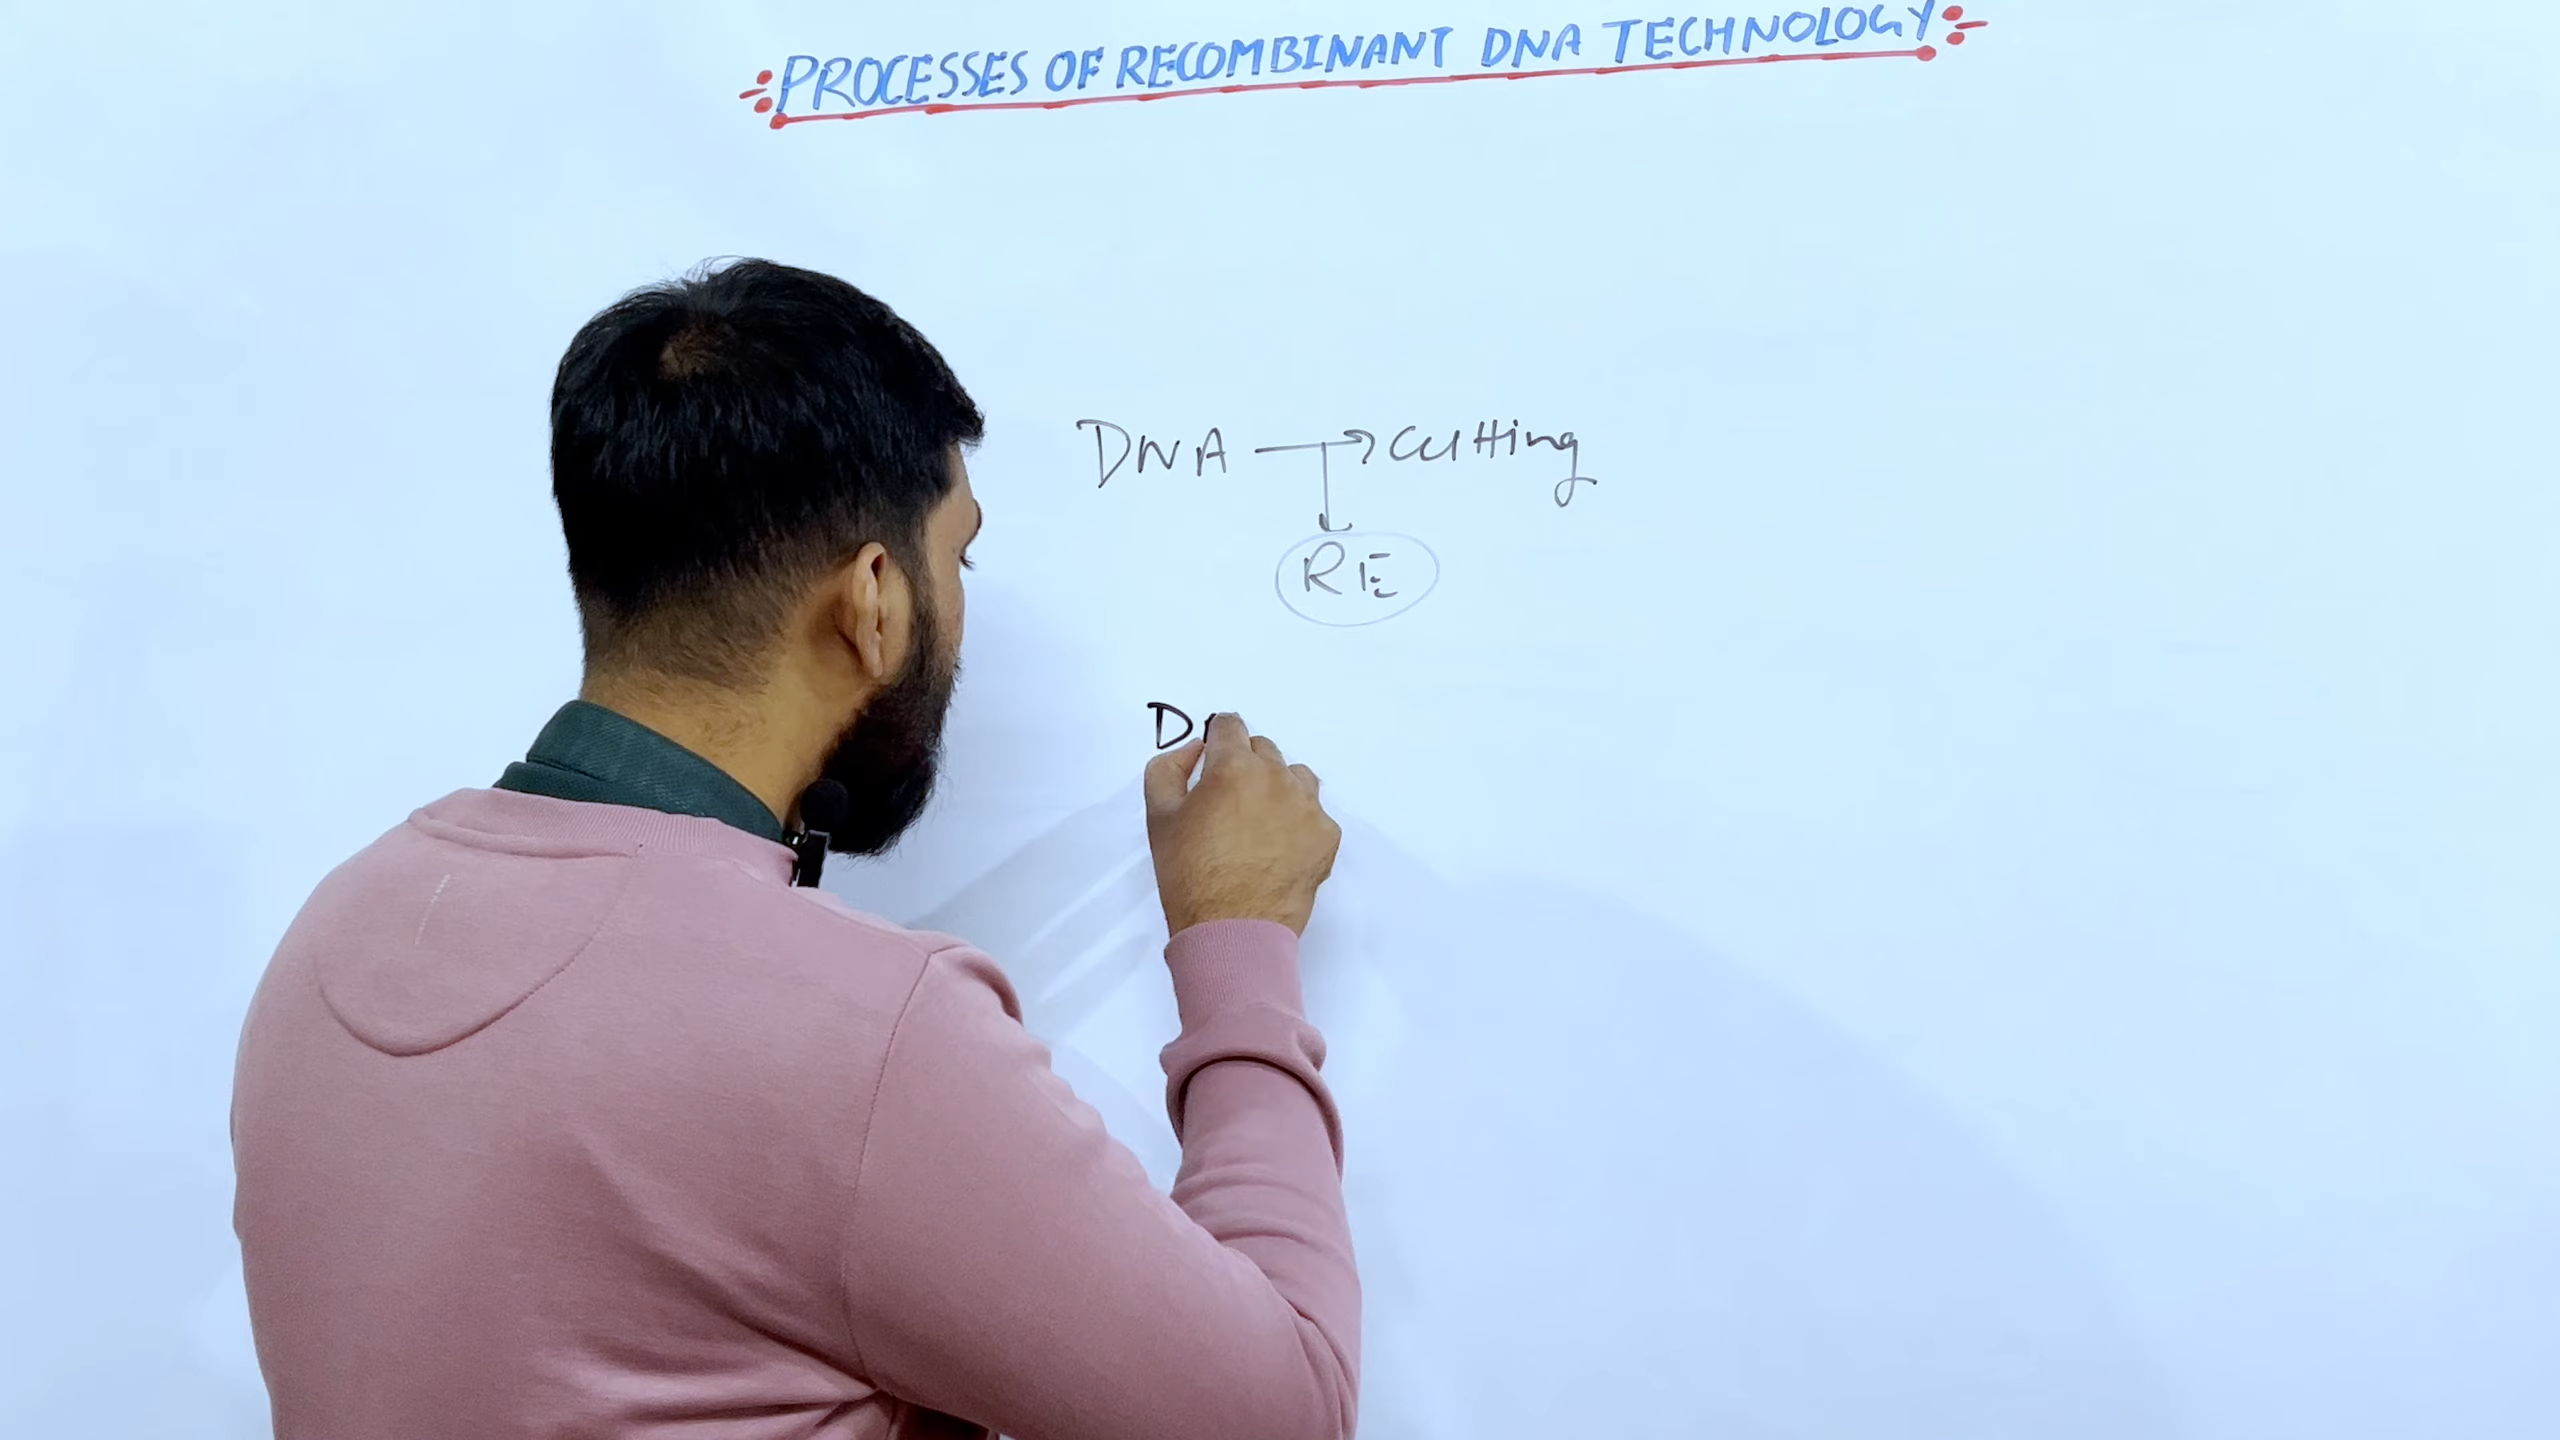 PROCESSES OF RECOMBINANT DNA TECHNOLOGY
DNA → Cutting
RE
D